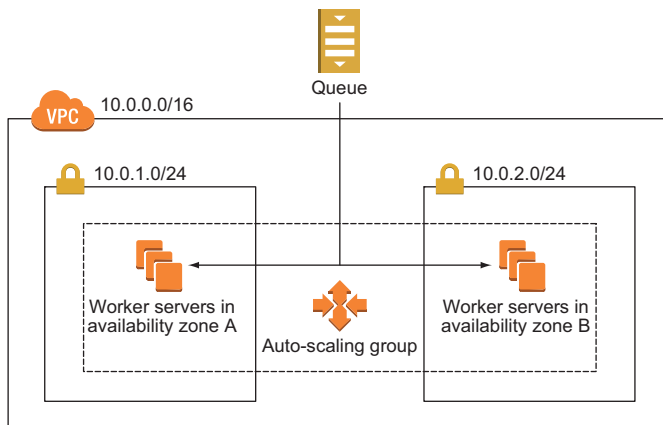 Queue
VPC
10.0.0.0/16
10.0.1.0/24
10.0.2.0/24
Worker servers in
availability zone A
Auto-scaling group
Worker servers in
availability zone B